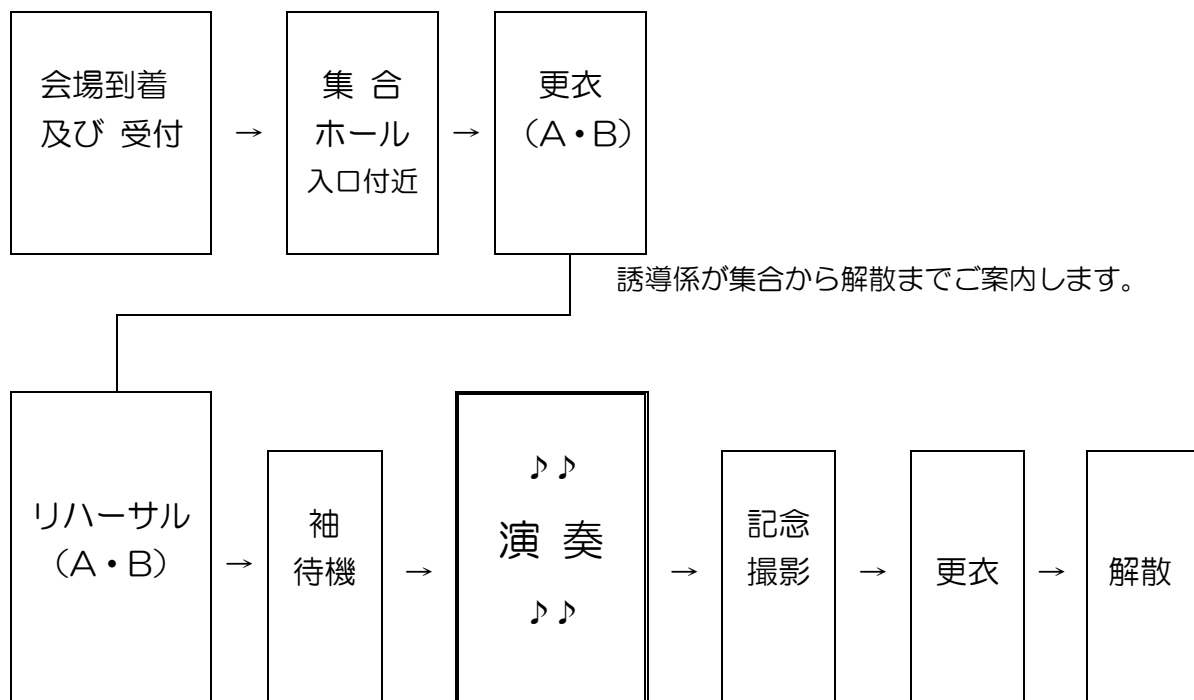 会場到着
及び 受付
→
集 合
ホール
入口付近
→
更衣
（A・B）
誘導係が集合から解散までご案内します。
リハーサル
（A・B）
→
袖
待機
→
♪♪
演 奏
♪♪
→
記念
撮影
→
更衣
→
解散